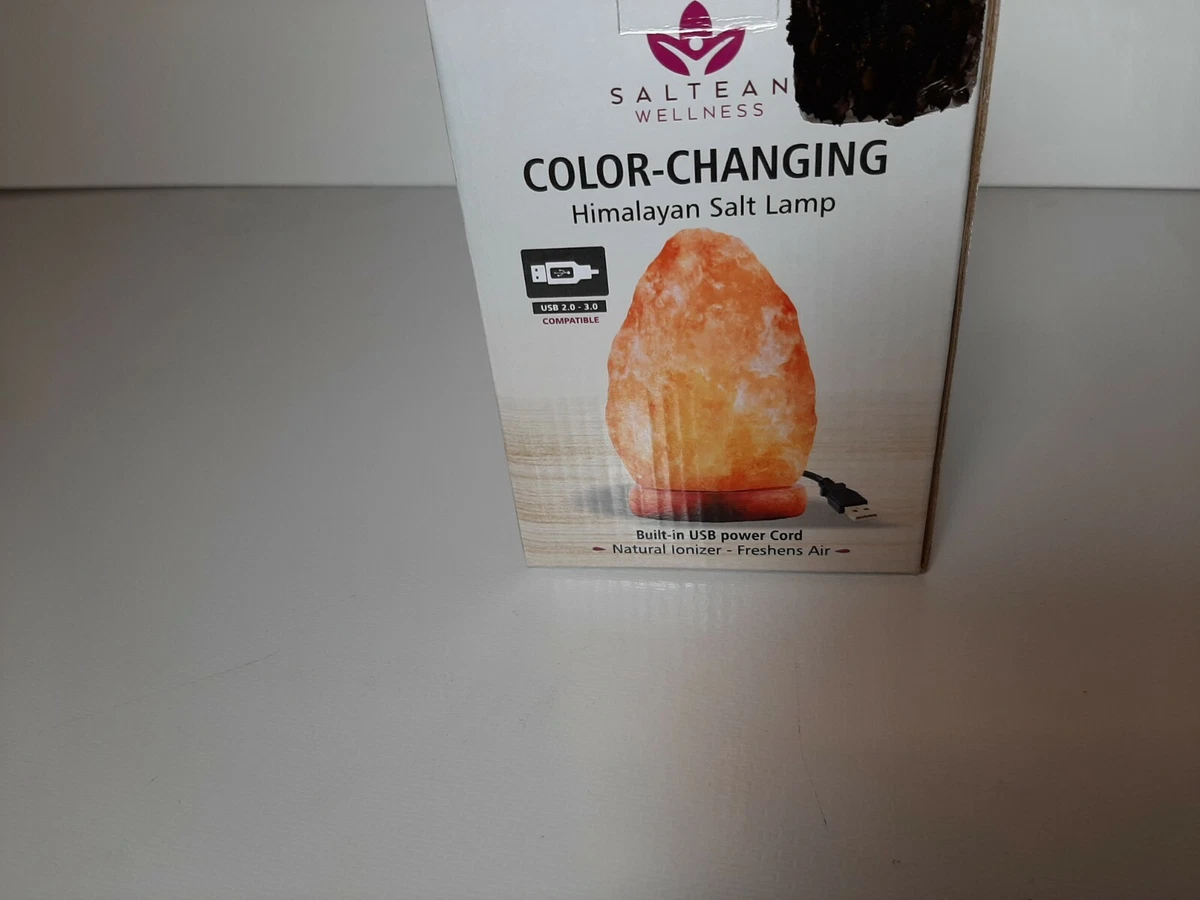 SALTEAN
WELLNESS
COLOR-CHANGING
Himalayan Salt Lamp
USB 2.0 - 3.0
COMPATIBLE
Built-in USB power Cord
Natural Ionizer - Freshens Air